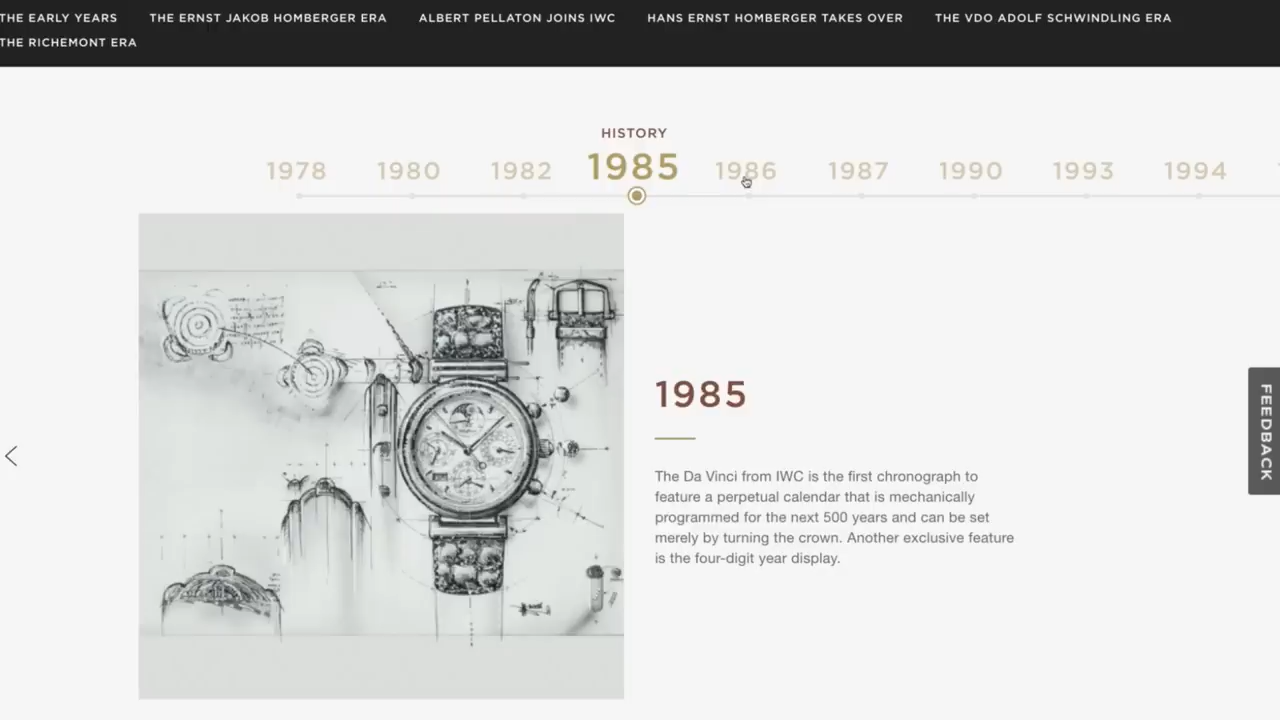 THE EARLY YEARS THE ERNST JAKOB HOMBERGER ERA ALBERT PELLATON JOINS IWC HANS ERNST HOMBERGER TAKES OVER THE VDO ADOLF SCHWINDLING ERA
THE RICHEMONT ERA
HISTORY
1978 1980 1982 1985 1986 1987 1990 1993 1994
1985
The Da Vinci from IWC is the first chronograph to
feature a perpetual calendar that is mechanically
programmed for the next 500 years and can be set
merely by turning the crown. Another exclusive feature
is the four-digit year display.
FEEDBACK